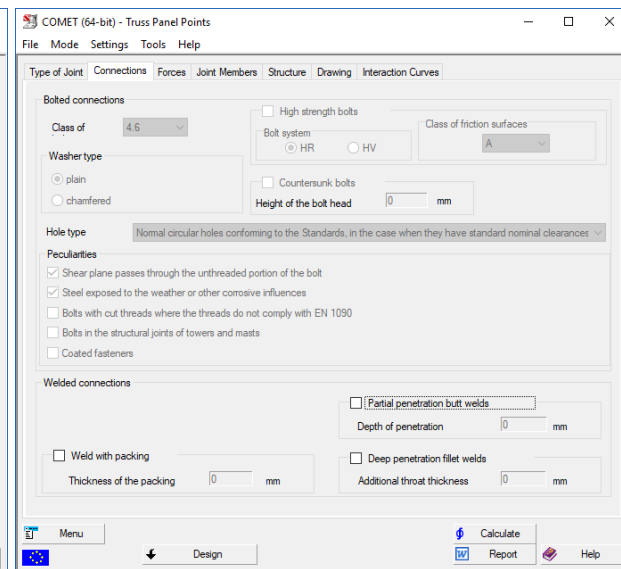 COMET (64-bit) - Truss Panel Points
File Mode Settings Tools Help
Type of Joint Connections Forces Joint Members Structure Drawing Interaction Curves
Bolted connections
Class of
4.6
High strength bolts
Bolt system
HR
HV
Class of friction surfaces
A
Washer type
plain
chamfered
Countersunk bolts
Height of the bolt head 0 mm
Hole type Normal circular holes conforming to the Standards, in the case when they have standard nominal clearances
Peculiarities
Shear plane passes through the unthreaded portion of the bolt
Steel exposed to the weather or other corrosive influences
Bolts with cut threads where the threads do not comply with EN 1090
Bolts in the structural joints of towers and masts
Coated fasteners
Welded connections
Partial penetration butt welds
Depth of penetration 0 mm
Weld with packing
Thickness of the packing 0 mm
Deep penetration fillet welds
Additional throat thickness 0 mm
Menu
Calculate
Design
Report
Help